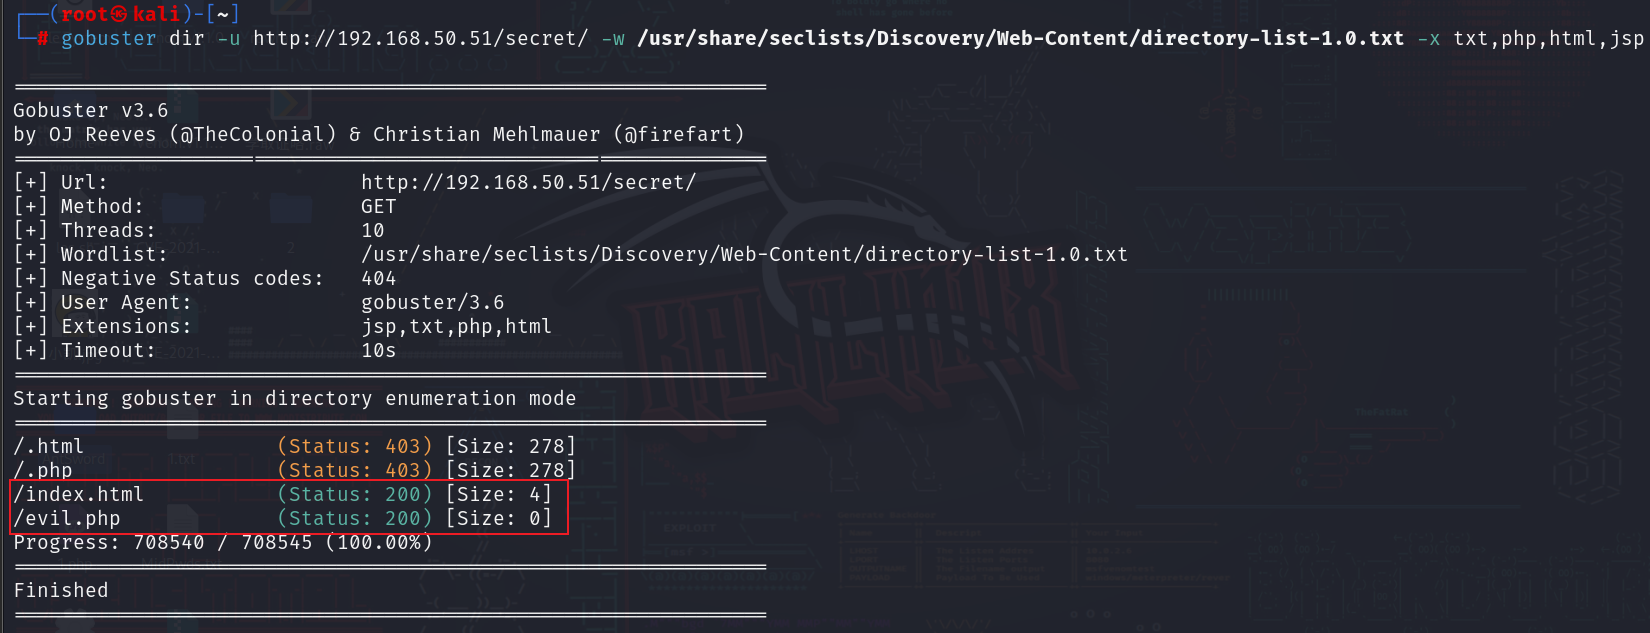 ┌──(root㉿kali)-[~]
└─# gobuster dir -u http://192.168.50.51/secret/ -w /usr/share/seclists/Discovery/Web-Content/directory-list-1.0.txt -x txt,php,html,jsp
===============================================================
Gobuster v3.6
by OJ Reeves (@TheColonial) & Christian Mehlmauer (@firefart)
===============================================================
[+] Url:                     http://192.168.50.51/secret/
[+] Method:                  GET
[+] Threads:                 10
[+] Wordlist:                /usr/share/seclists/Discovery/Web-Content/directory-list-1.0.txt
[+] Negative Status codes:   404
[+] User Agent:              gobuster/3.6
[+] Extensions:              jsp,txt,php,html
[+] Timeout:                 10s
===============================================================
Starting gobuster in directory enumeration mode
===============================================================
/.html                (Status: 403) [Size: 278]
/.php                 (Status: 403) [Size: 278]
/index.html           (Status: 200) [Size: 4]
/evil.php             (Status: 200) [Size: 0]
Progress: 708540 / 708545 (100.00%)
===============================================================
Finished
===============================================================
KALI LINUX